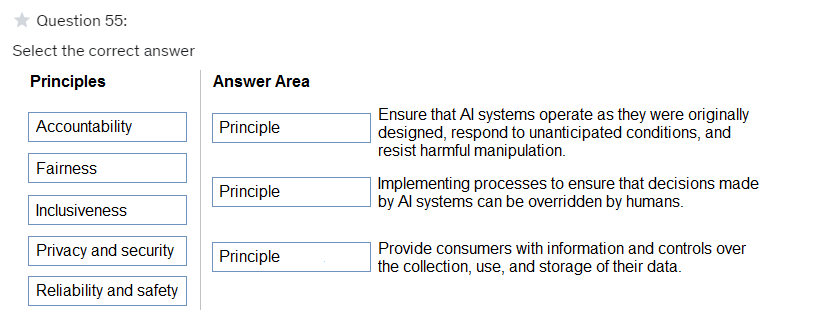 Question 55:
Select the correct answer
Principles
Accountability
Fairness
Inclusiveness
Privacy and security
Reliability and safety
Answer Area
Principle
Ensure that AI systems operate as they were originally
designed, respond to unanticipated conditions, and
resist harmful manipulation.
Principle
Implementing processes to ensure that decisions made
by AI systems can be overridden by humans.
Principle
Provide consumers with information and controls over
the collection, use, and storage of their data.